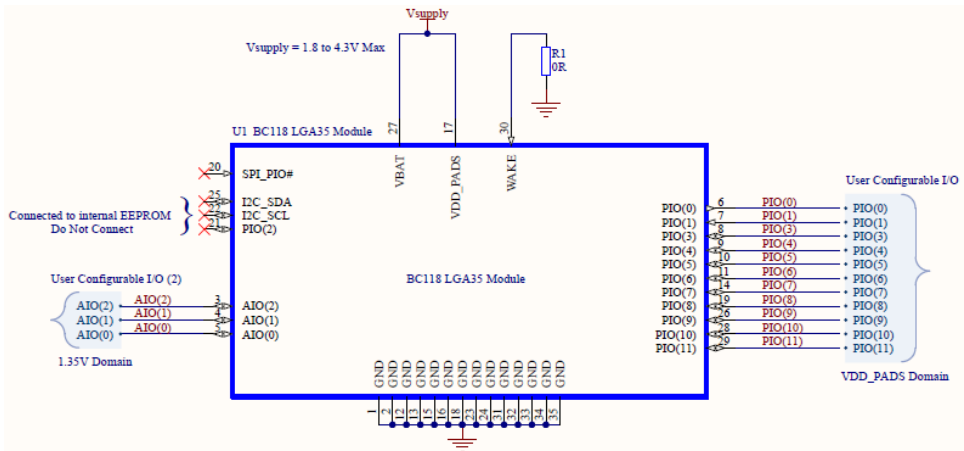 Vsupply
Vsupply = 1.8 to 4.3V Max
R1
0R
27
17
30
U1 BC118 LGA35 Module
VBAT
VDD_PADS
WAKE
20
SPI_PIO#
25
I2C_SDA
22
I2C_SCL
21
PIO(2)
Connected to internal EEPROM
Do Not Connect
User Configurable I/O
PIO(0) 6 PIO(0) PIO(0)
PIO(1) 7 PIO(1) PIO(1)
PIO(3) 8 PIO(3) PIO(3)
PIO(4) 9 PIO(4) PIO(4)
PIO(5) 10 PIO(5) PIO(5)
PIO(6) 11 PIO(6) PIO(6)
PIO(7) 14 PIO(7) PIO(7)
PIO(8) 19 PIO(8) PIO(8)
PIO(9) 26 PIO(9) PIO(9)
PIO(10) 28 PIO(10) PIO(10)
PIO(11) 29 PIO(11) PIO(11)
VDD_PADS Domain
BC118 LGA35 Module
User Configurable I/O (2)
AIO(2) AIO(2) 3 AIO(2)
AIO(1) AIO(1) 4 AIO(1)
AIO(0) AIO(0) 5 AIO(0)
1.35V Domain
GND GND GND GND GND GND GND GND GND GND GND GND GND GND
1 2 12 13 15 16 18 23 24 31 32 33 34 35